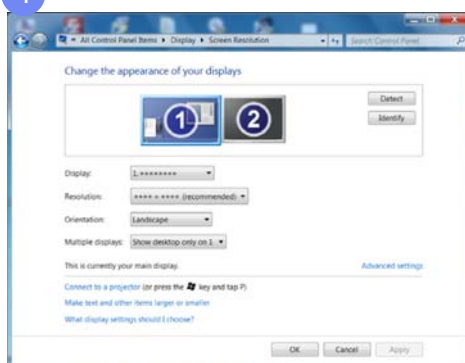 All Control Panel Items ▸ Display ▸ Screen Resolution
Search Control Panel
Change the appearance of your displays
1
2
Detect
Identify
Display: 1.********
Resolution: **** × **** (recommended)
Orientation: Landscape
Multiple displays: Show desktop only on 1
This is currently your main display.
Advanced settings
Connect to a projector (or press the key and tap P)
Make text and other items larger or smaller
What display settings should I choose?
OK Cancel Apply